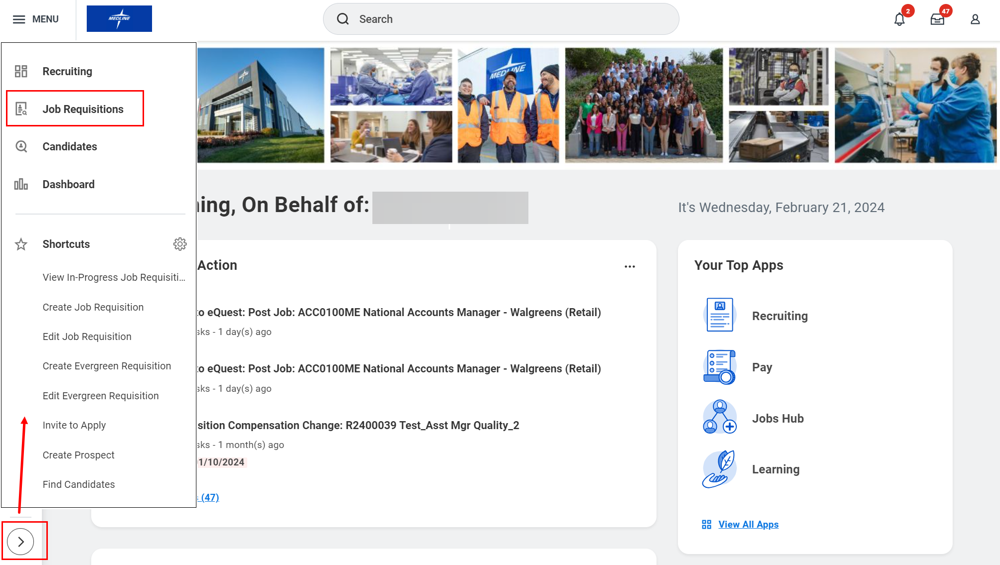 MENU
MEDLINE
Search
2
47
Recruiting
Job Requisitions
Candidates
Dashboard
Shortcuts
View In-Progress Job Requisiti...
Create Job Requisition
Edit Job Requisition
Create Evergreen Requisition
Edit Evergreen Requisition
Invite to Apply
Create Prospect
Find Candidates
MEDLINE
ning, On Behalf of:
It's Wednesday, February 21, 2024
Action
to eQuest: Post Job: ACC0100ME National Accounts Manager - Walgreens (Retail)
sks - 1 day(s) ago
to eQuest: Post Job: ACC0100ME National Accounts Manager - Walgreens (Retail)
sks - 1 day(s) ago
sition Compensation Change: R2400039 Test_Asst Mgr Quality_2
sks - 1 month(s) ago
01/10/2024
s (47)
Your Top Apps
Recruiting
Pay
Jobs Hub
Learning
View All Apps